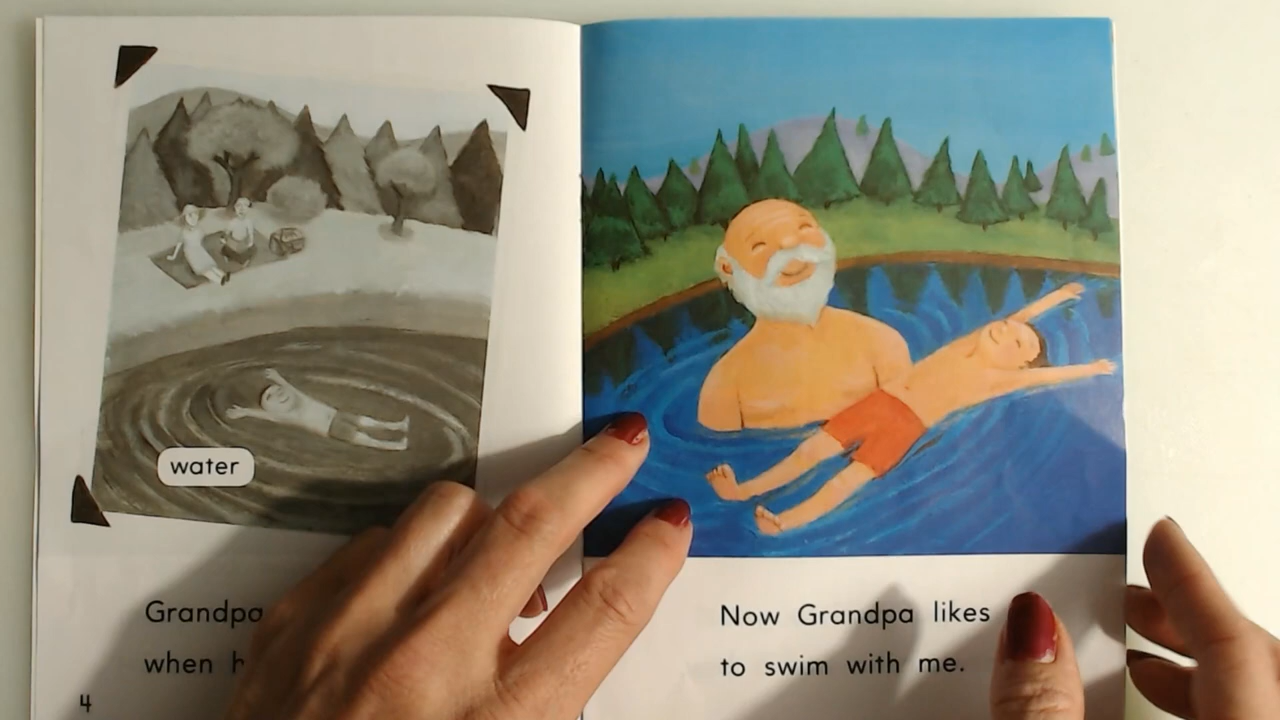 water
Grandpa
when
4
Now Grandpa likes
to swim with me.